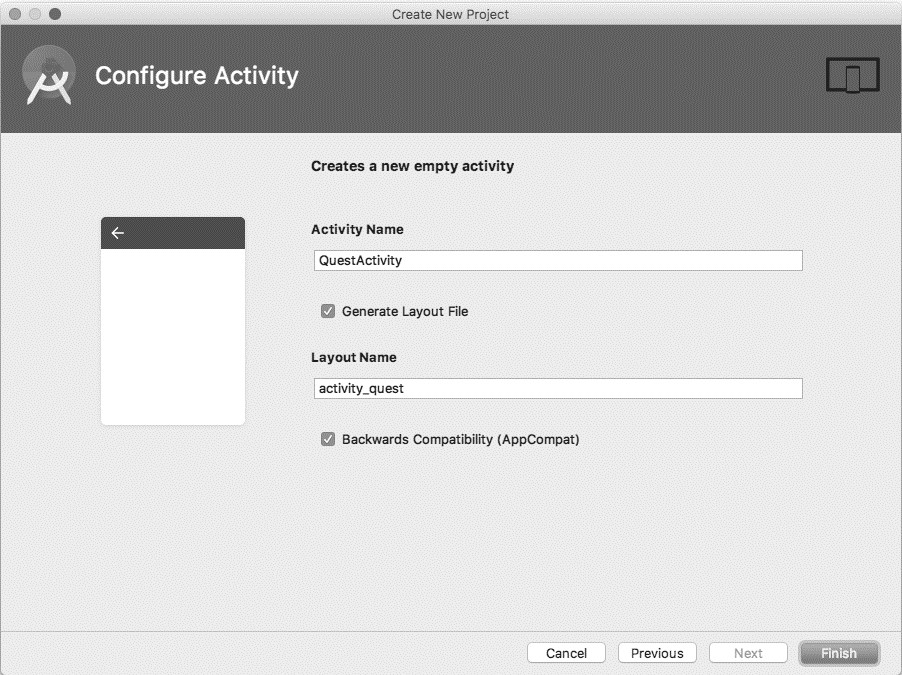 Create New Project
Configure Activity
Creates a new empty activity
Activity Name
QuestActivity
Generate Layout File
Layout Name
activity_quest
Backwards Compatibility (AppCompat)
Cancel Previous Next Finish